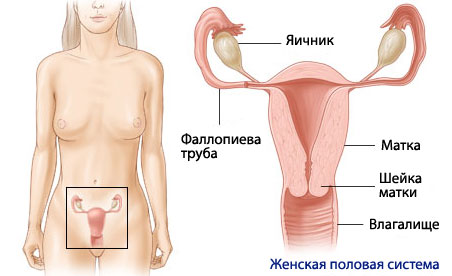 Яичник
Фаллопиева
труба
Матка
Шейка
матки
Влагалище
Женская половая система